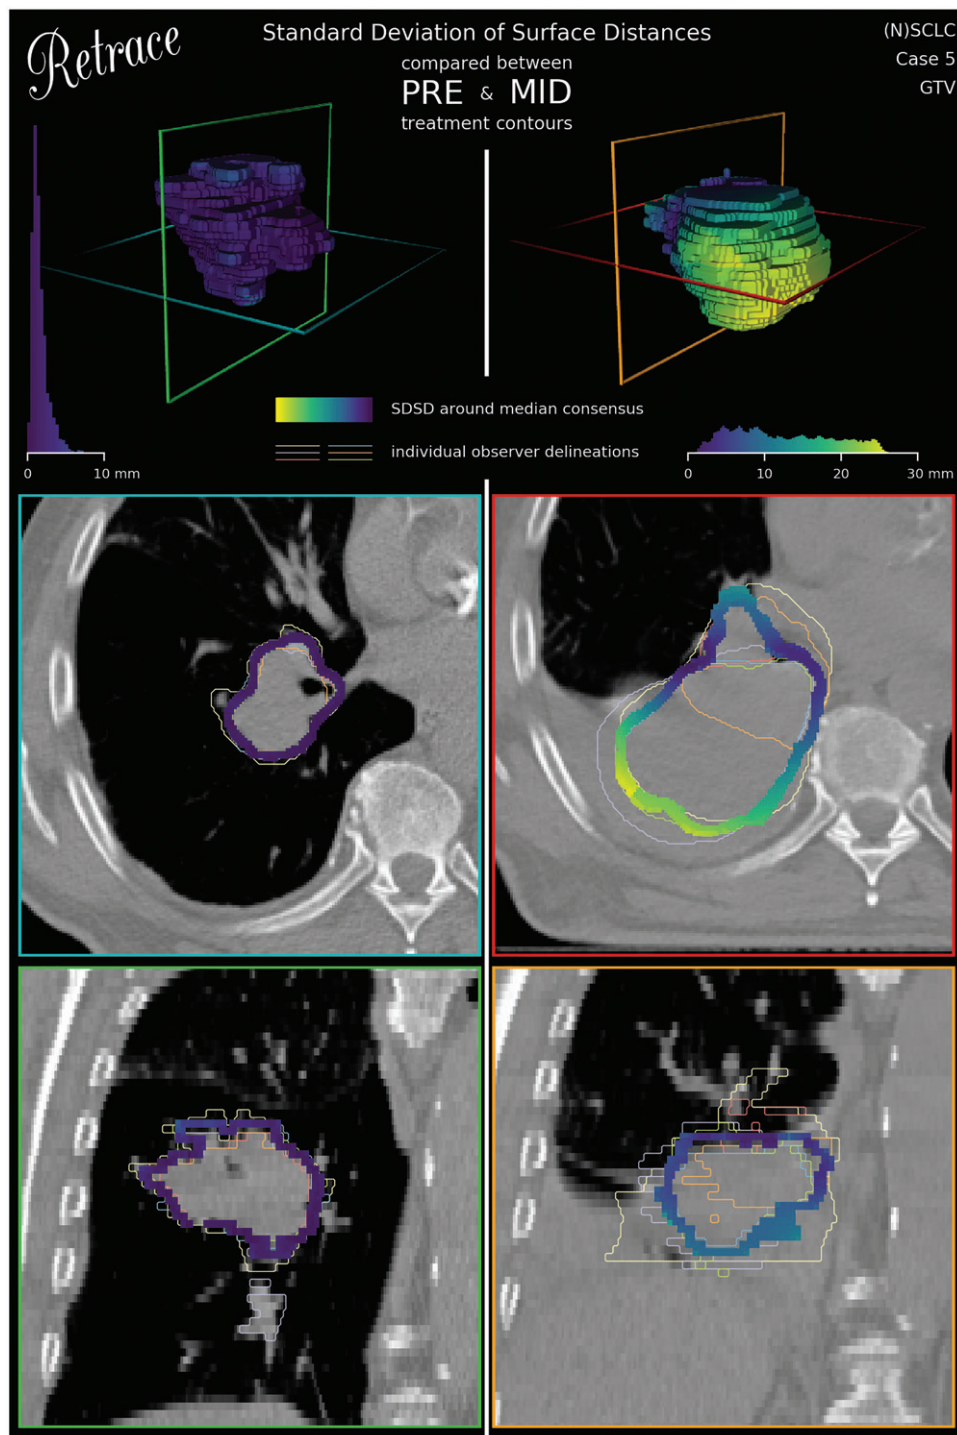 Retrace
Standard Deviation of Surface Distances
compared between
PRE & MID
treatment contours
(N)SCLC
Case 5
GTV
SDSD around median consensus
individual observer delineations
0 10 mm
0 10 20 30 mm